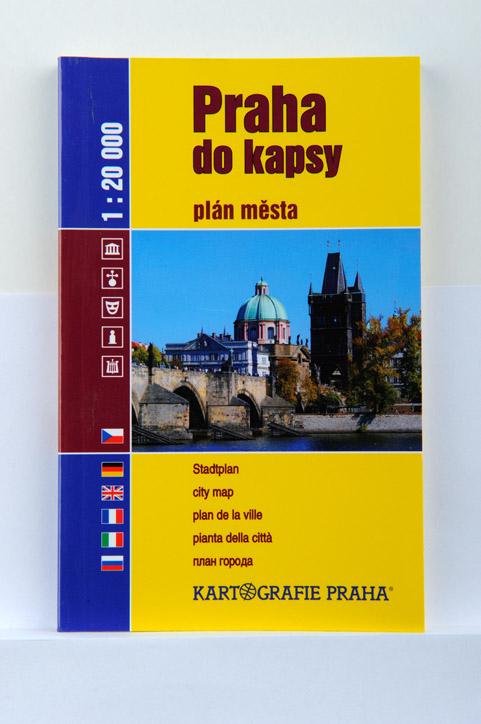 1 : 20 000
Praha
do kapsy
plán města
Stadtplan
city map
plan de la ville
pianta della città
план города
KARTOGRAFIE PRAHA®